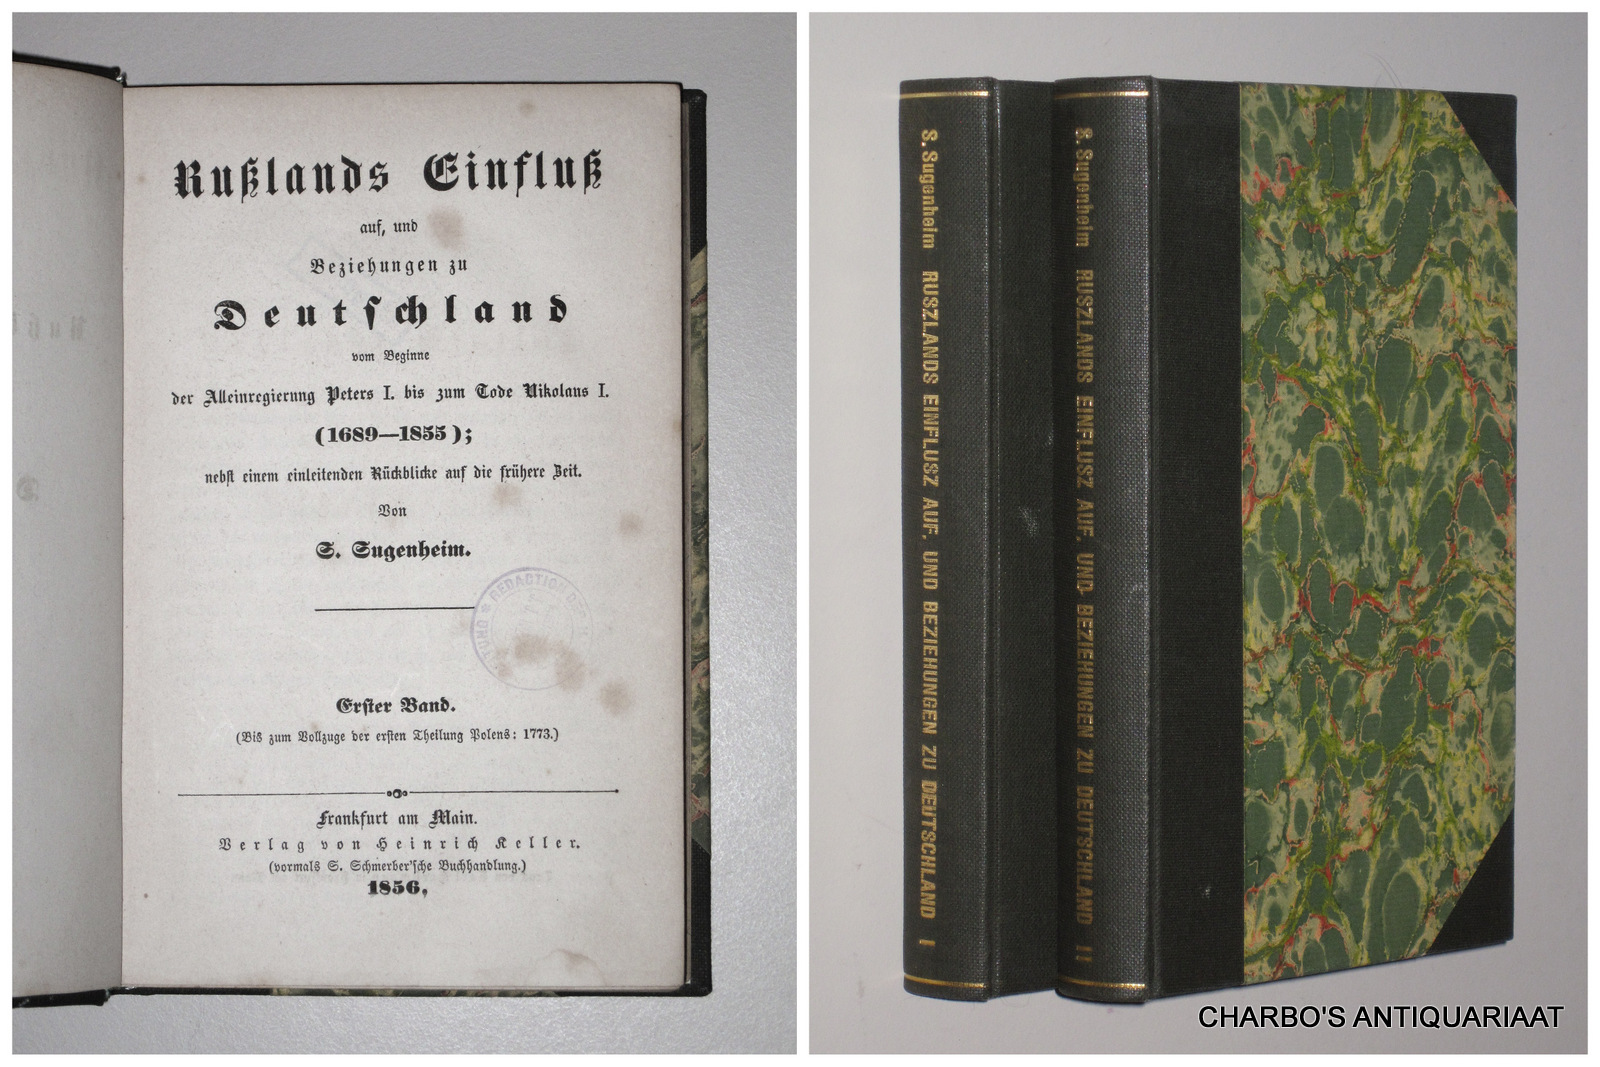 Rußlands Einfluß
auf, und
Beziehungen zu
Deutschland
vom Beginne
der Alleinregierung Peters I. bis zum Tode Nikolaus I.
(1689—1855);
nebst einem einleitenden Rückblicke auf die frühere Zeit.
Von
S. Sugenheim.
REDACTION DER
Erster Band.
(Bis zum Vollzuge der ersten Theilung Polens: 1773.)
Frankfurt am Main.
Verlag von Heinrich Keller.
(vormals S. Schmerber'sche Buchhandlung.)
1856.
S. Sugenheim RUSZLANDS EINFLUSZ AUF, UND BEZIEHUNGEN ZU DEUTSCHLAND I
S. Sugenheim RUSZLANDS EINFLUSZ AUF, UND BEZIEHUNGEN ZU DEUTSCHLAND II
CHARBO'S ANTIQUARIAAT